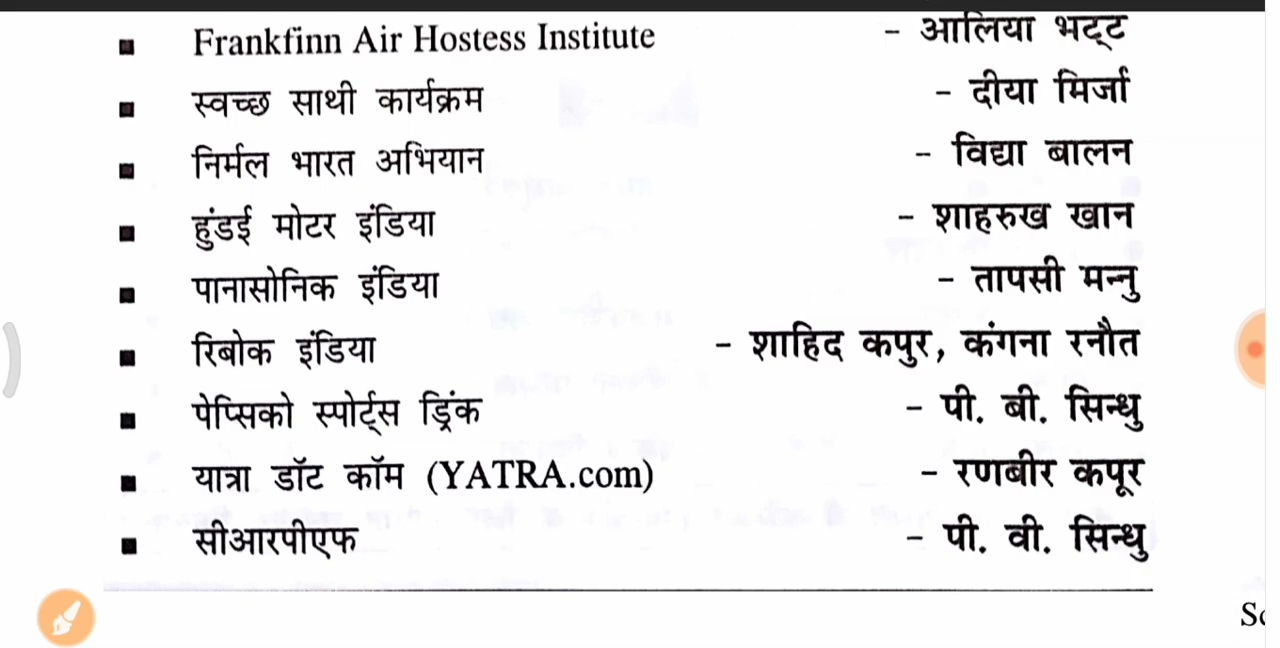 ▪ Frankfinn Air Hostess Institute - आलिया भट्ट
▪ स्वच्छ साथी कार्यक्रम - दीया मिर्जा
▪ निर्मल भारत अभियान - विद्या बालन
▪ हुंडई मोटर इंडिया - शाहरुख खान
▪ पानासोनिक इंडिया - तापसी मन्नु
▪ रिबोक इंडिया - शाहिद कपुर, कंगना रनौत
▪ पेप्सिको स्पोर्ट्स ड्रिंक - पी. बी. सिन्धु
▪ यात्रा डॉट कॉम (YATRA.com) - रणबीर कपूर
▪ सीआरपीएफ - पी. वी. सिन्धु